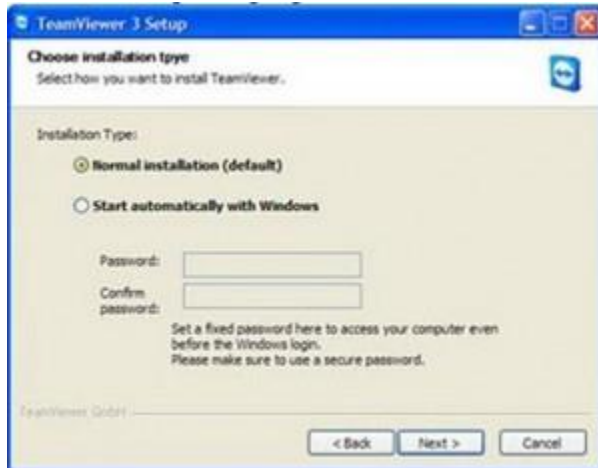 TeamViewer 3 Setup
Choose installation tpye
Select how you want to install TeamViewer.
Installation Type:
Normal installation (default)
Start automatically with Windows
Password:
Confirm
password:
Set a fixed password here to access your computer even
before the Windows login.
Please make sure to use a secure password.
TeamViewer GmbH
< Back
Next >
Cancel